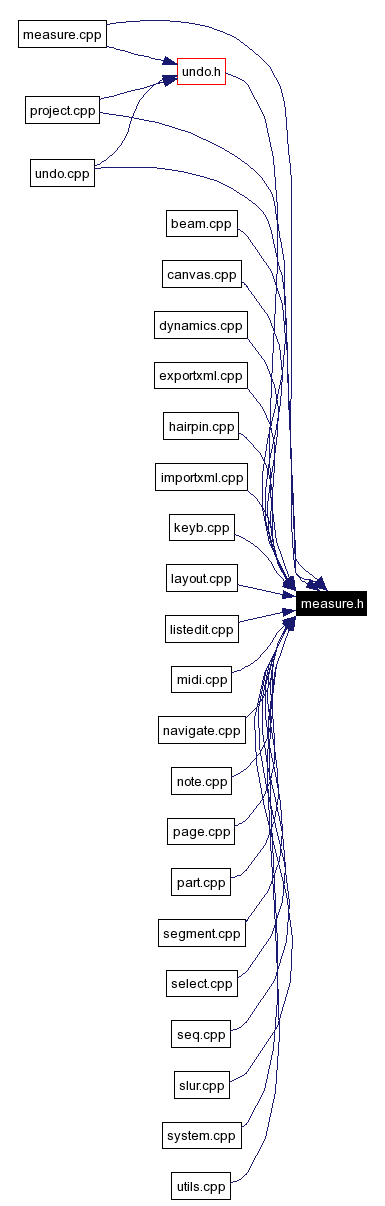 measure.cpp
undo.h
project.cpp
undo.cpp
beam.cpp
canvas.cpp
dynamics.cpp
exportxml.cpp
hairpin.cpp
importxml.cpp
keyb.cpp
layout.cpp
measure.h
listedit.cpp
midi.cpp
navigate.cpp
note.cpp
page.cpp
part.cpp
segment.cpp
select.cpp
seq.cpp
slur.cpp
system.cpp
utils.cpp